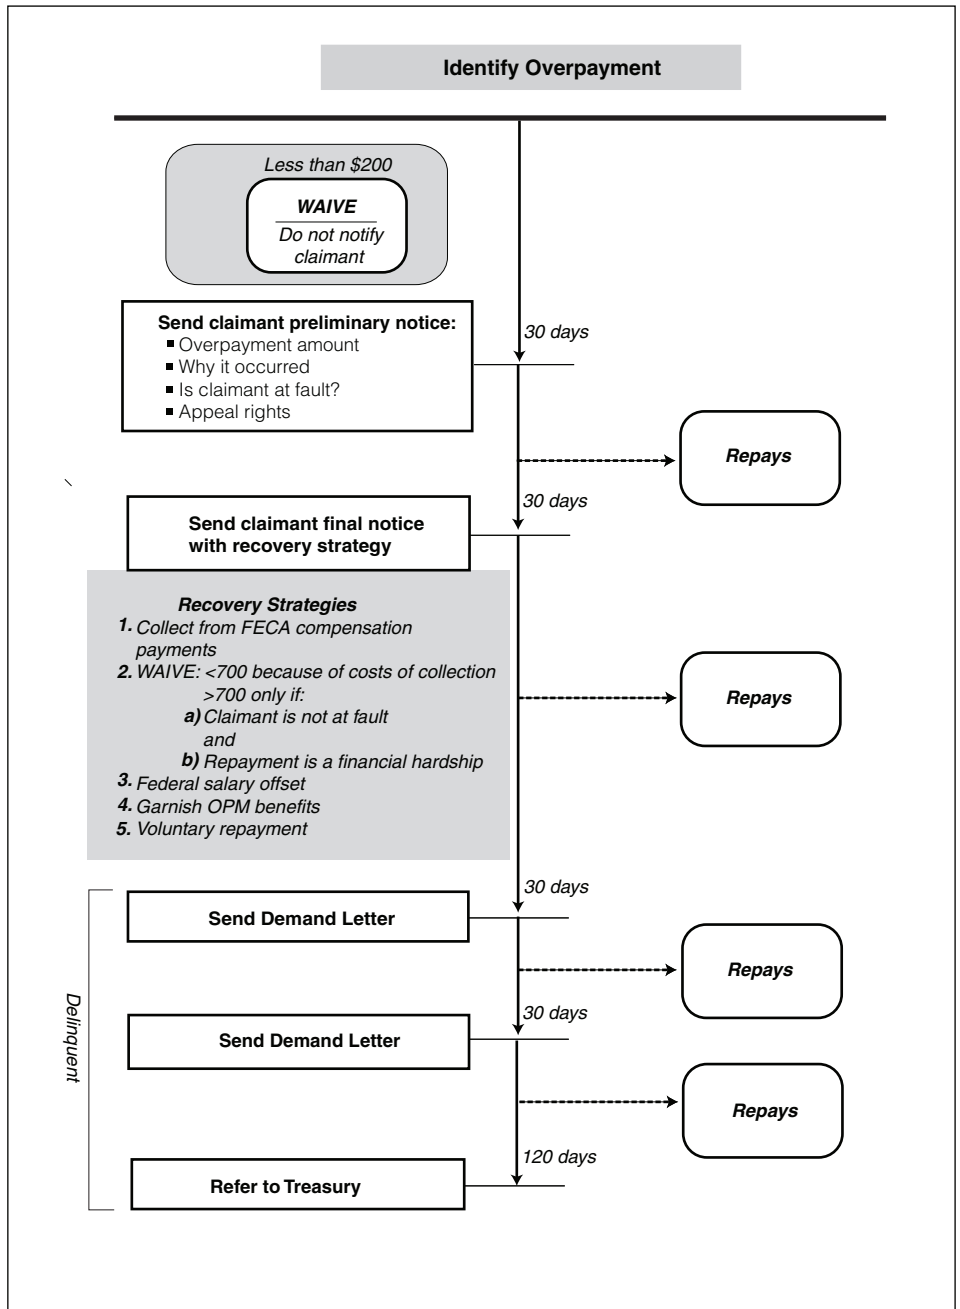 Identify Overpayment
Less than $200
WAIVE
Do not notify
claimant
30 days
Send claimant preliminary notice:
▪ Overpayment amount
▪ Why it occurred
▪ Is claimant at fault?
▪ Appeal rights
Repays
30 days
Send claimant final notice
with recovery strategy
Recovery Strategies
1. Collect from FECA compensation
payments
2. WAIVE: <700 because of costs of collection
>700 only if:
a) Claimant is not at fault
and
b) Repayment is a financial hardship
3. Federal salary offset
4. Garnish OPM benefits
5. Voluntary repayment
Repays
30 days
Delinquent
Send Demand Letter
Repays
30 days
Send Demand Letter
Repays
120 days
Refer to Treasury